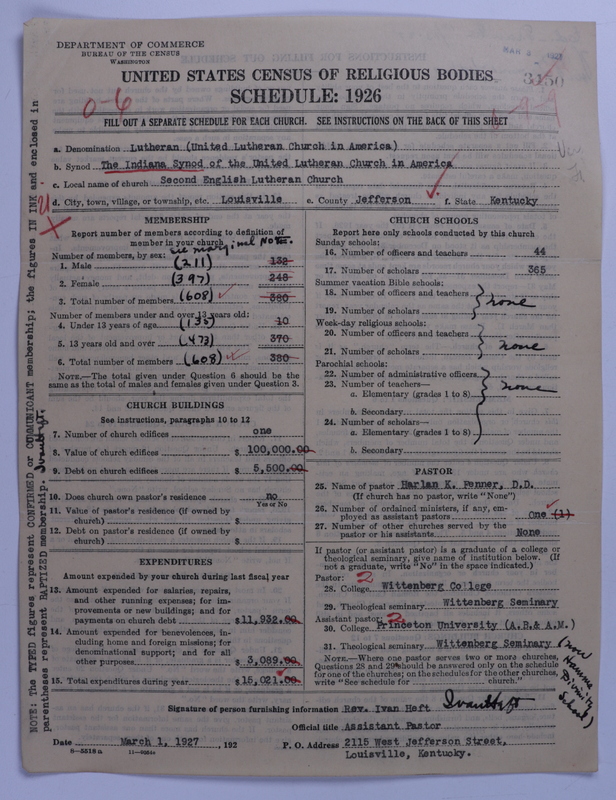 DEPARTMENT OF COMMERCE
BUREAU OF THE CENSUS
WASHINGTON
UNITED STATES CENSUS OF RELIGIOUS BODIES
SCHEDULE: 1926
3450
0-6
FILL OUT A SEPARATE SCHEDULE FOR EACH CHURCH. SEE INSTRUCTIONS ON THE BACK OF THIS SHEET
a. Denomination Lutheran (United Lutheran Church in America)
b. Synod The Indiana Synod of the United Lutheran Church in America
c. Local name of church Second English Lutheran Church
d. City, town, village, or township, etc. Louisville e. County Jefferson f. State Kentucky
MEMBERSHIP
Report number of members according to definition of
member in your church see marginal NOTE.
Number of members, by sex:
1. Male (211) 132
2. Female (397) 248
3. Total number of members (608) 380
Number of members under and over 13 years old:
4. Under 13 years of age (135) 10
5. 13 years old and over (473) 370
6. Total number of members (608) 380
NOTE.—The total given under Question 6 should be
same as the total of males and females given under Question 3.
CHURCH BUILDINGS
See instructions, paragraphs 10 to 12
7. Number of church edifices one
8. Value of church edifices $ 100,000.00
9. Debt on church edifices $ 5,500.00
10. Does church own pastor's residence no
Yes or No
11. Value of pastor's residence (if owned by
church) $
12. Debt on pastor's residence (if owned by
church) $
EXPENDITURES
Amount expended by your church during last fiscal year
13. Amount expended for salaries, repairs,
and other running expenses; for im-
provements or new buildings; and for
payments on church debt $11,932.00
14. Amount expended for benevolences, in-
cluding home and foreign missions; for
denominational support; and for all
other purposes $ 3,089.00
15. Total expenditures during year $ 15,021.00
CHURCH SCHOOLS
Report here only schools conducted by this church
Sunday schools:
16. Number of officers and teachers 44
17. Number of scholars 365
Summer vacation Bible schools:
18. Number of officers and teachers
19. Number of scholars
none
Week-day religious schools:
20. Number of officers and teachers
21. Number of scholars
none
Parochial schools:
22. Number of administrative officers
23. Number of teachers—
a. Elementary (grades 1 to 8)
none
b. Secondary
24. Number of scholars—
a. Elementary (grades 1 to 8)
b. Secondary
PASTOR
25. Name of pastor Harlan K. Fenner, D.D.
(If church has no pastor, write "None")
26. Number of ordained ministers, if any, em-
ployed as assistant pastors One (1)
27. Number of other churches served by the
pastor or his assistants None
If pastor (or assistant pastor) is a graduate of a college or
theological seminary, give name of institution below. (If
not a graduate, write "No" in the space indicated.)
Pastor: 2
28. College Wittenberg College
29. Theological seminary Wittenberg Seminary
Assistant pastor: 2
30. College Princeton University (A.B.& A.M.)
31. Theological seminary Wittenberg Seminary (now Hamma Divinity School)
NOTE.—Where one pastor serves two or more churches,
Questions 28 and 29 should be answered only on the schedule
for one of the churches; on the schedules for the other churches,
write "See schedule for church."
Signature of person furnishing information Rev. Ivan Heft Ivan Heft
Official title Assistant Pastor
Date March 1, 1927, 192 P. O. Address 2115 West Jefferson Street,
Louisville, Kentucky.
8-5518a
NOTE: The TYPED figures represent CONFIRMED or COMMUNICANT membership; the figures IN INK and enclosed in
parentheses represent BAPTIZED membership.